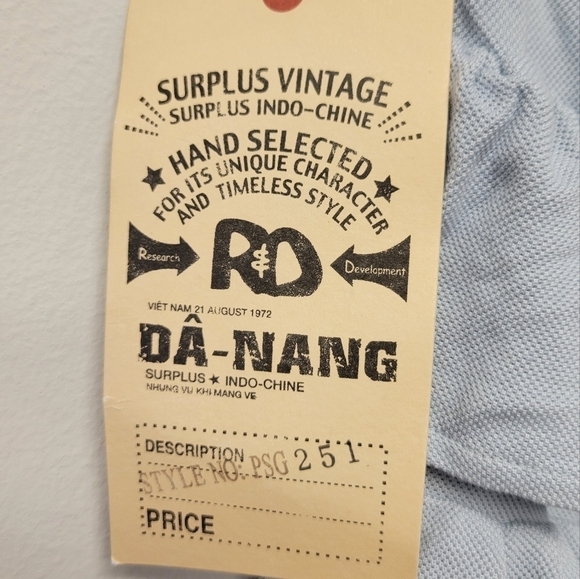 SURPLUS VINTAGE
SURPLUS INDO-CHINE
HAND SELECTED
FOR ITS UNIQUE CHARACTER
AND TIMELESS STYLE
Research
R&D
Development
VIÊT NAM 21 AUGUST 1972
DÂ-NANG
SURPLUS ★ INDO-CHINE
NHUNG VU KHI MANG VE
DESCRIPTION
STYLE NO: PSG 251
PRICE